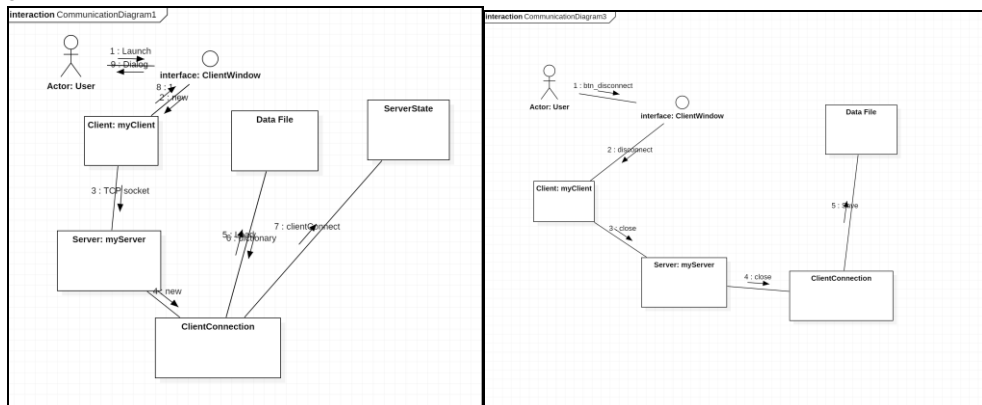 interaction CommunicationDiagram1
1 : Launch
9 : Dialog
Actor: User
interface: ClientWindow
8 :
2 : new
Client: myClient
Data File
ServerState
3 : TCP socket
7 : clientConnect
5 : Load
6 : dictionary
Server: myServer
4 : new
ClientConnection
interaction CommunicationDiagram3
1 : btn_disconnect
Actor: User
interface: ClientWindow
Data File
2 : disconnect
Client: myClient
5 : Save
3 : close
Server: myServer
4 : close
ClientConnection